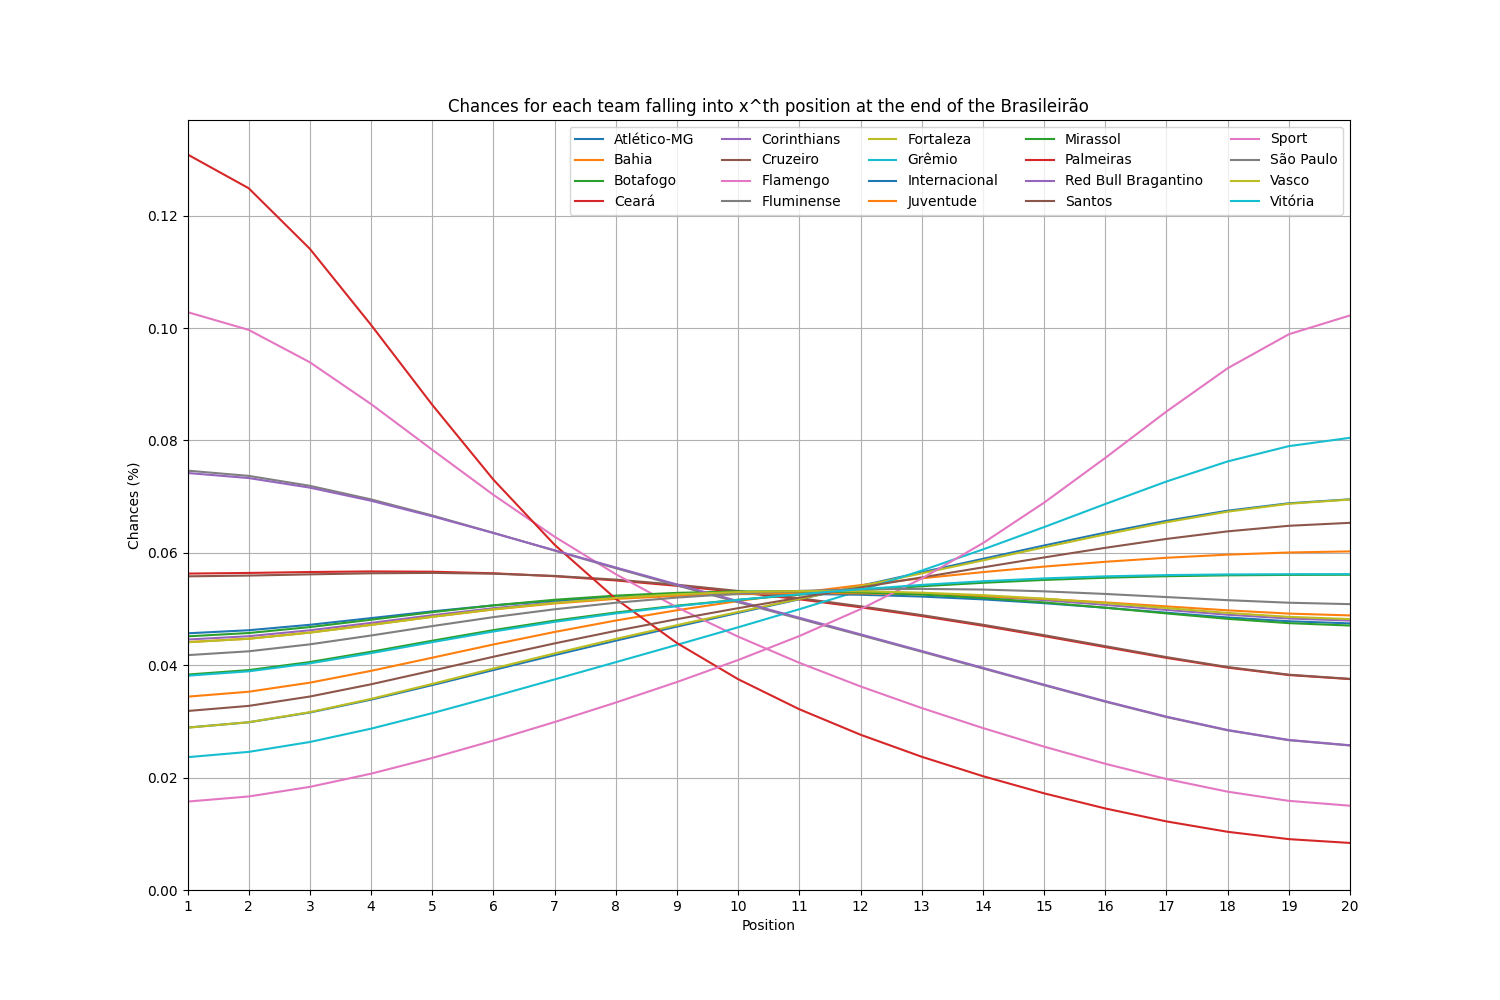 Chances for each team falling into x^th position at the end of the Brasileirão
Atlético-MG
Bahia
Botafogo
Ceará
Corinthians
Cruzeiro
Flamengo
Fluminense
Fortaleza
Grêmio
Internacional
Juventude
Mirassol
Palmeiras
Red Bull Bragantino
Santos
Sport
São Paulo
Vasco
Vitória
Chances (%)
0.12
0.10
0.08
0.06
0.04
0.02
0.00
1 2 3 4 5 6 7 8 9 10 11 12 13 14 15 16 17 18 19 20
Position